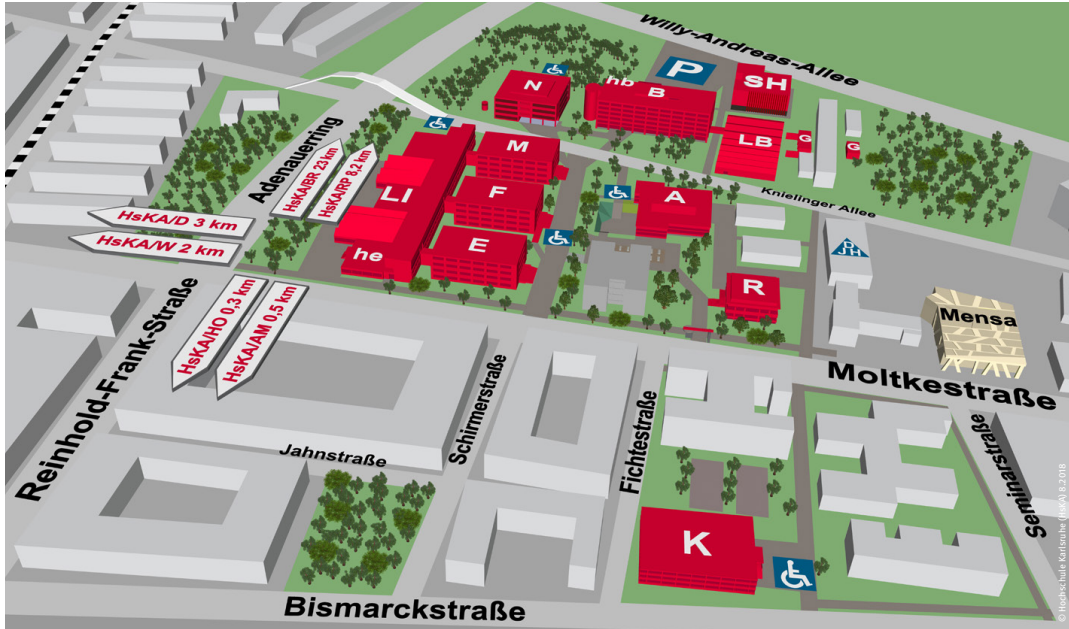 Willy-Andreas-Allee
P
SH
N
hb
B
LB
G
G
Adenauerring
HsKA/BR 23 km
HsKA/RP 8,2 km
M
LI
F
A
Knielinger Allee
HsKA/D 3 km
HsKA/W 2 km
he
E
DJH
R
Mensa
Reinhold-Frank-Straße
HsKA/HO 0,3 km
HsKA/AM 0,5 km
Moltkestraße
Schirmerstraße
Fichtestraße
Jahnstraße
Seminarstraße
K
Bismarckstraße
© Hochschule Karlsruhe (HsKA) 8.2018